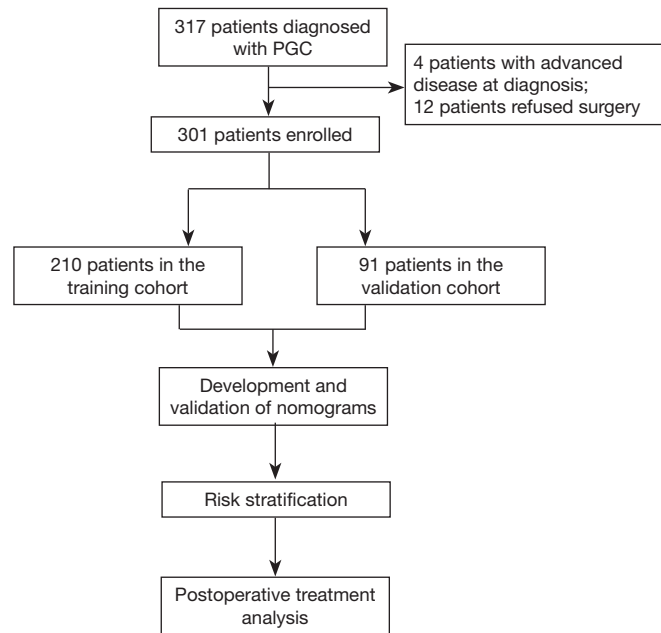 317 patients diagnosed
with PGC
4 patients with advanced
disease at diagnosis;
12 patients refused surgery
301 patients enrolled
210 patients in the
training cohort
91 patients in the
validation cohort
Development and
validation of nomograms
Risk stratification
Postoperative treatment
analysis